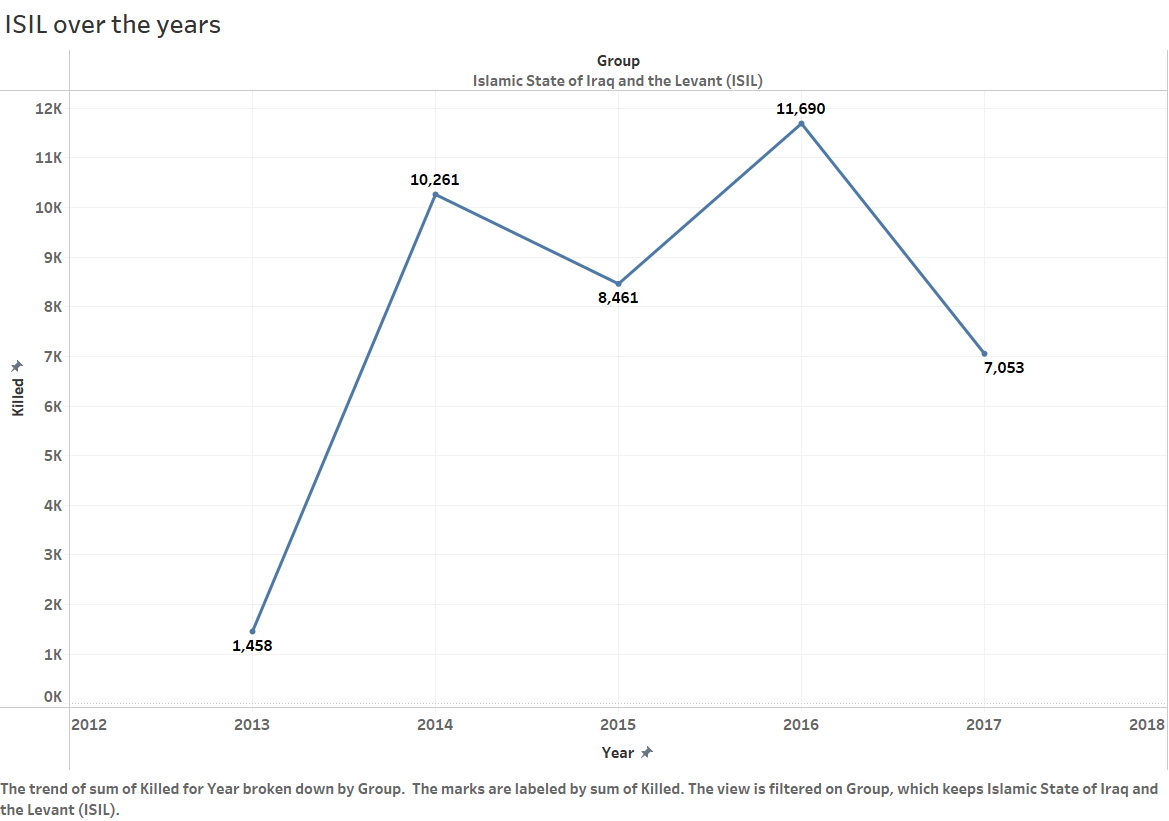 ISIL over the years
Group
Islamic State of Iraq and the Levant (ISIL)
12K
11K
10K
9K
8K
7K
6K
5K
4K
3K
2K
1K
0K
Killed
11,690
10,261
8,461
7,053
1,458
2012 2013 2014 2015 2016 2017 2018
Year
The trend of sum of Killed for Year broken down by Group.  The marks are labeled by sum of Killed. The view is filtered on Group, which keeps Islamic State of Iraq and
the Levant (ISIL).